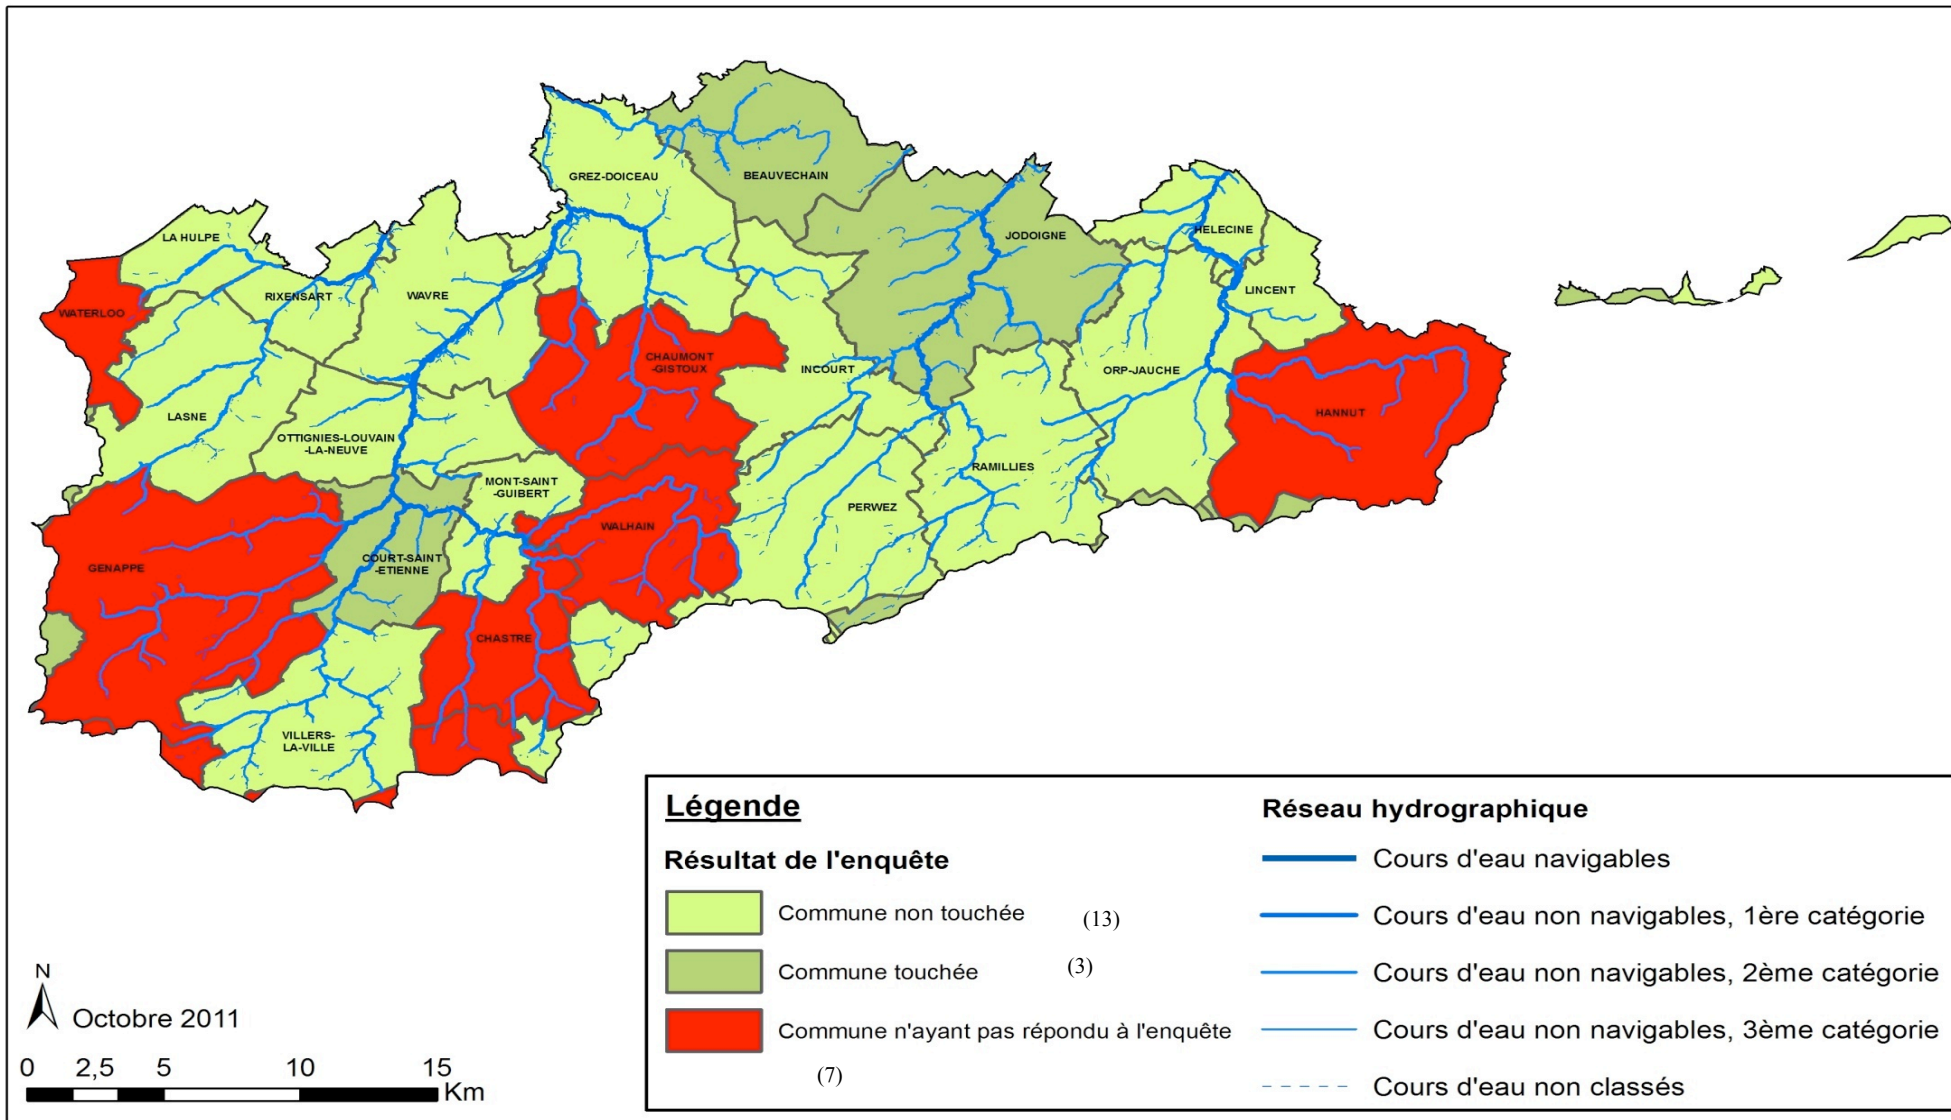 BEAUVECHAIN
GREZ-DOICEAU
JODOIGNE
HELECINE
LA HULPE
RIXENSART
WAVRE
LINCENT
WATERLOO
CHAUMONT
-GISTOUX
INCOURT
ORP-JAUCHE
HANNUT
LASNE
OTTIGNIES-LOUVAIN
-LA-NEUVE
MONT-SAINT
-GUIBERT
RAMILLIES
PERWEZ
WALHAIN
GENAPPE
COURT-SAINT
-ETIENNE
CHASTRE
VILLERS-
LA-VILLE
N
Octobre 2011
0 2,5 5 10 15
Km
Légende
Résultat de l'enquête
Commune non touchée (13)
Commune touchée (3)
Commune n'ayant pas répondu à l'enquête
(7)
Réseau hydrographique
Cours d'eau navigables
Cours d'eau non navigables, 1ère catégorie
Cours d'eau non navigables, 2ème catégorie
Cours d'eau non navigables, 3ème catégorie
Cours d'eau non classés